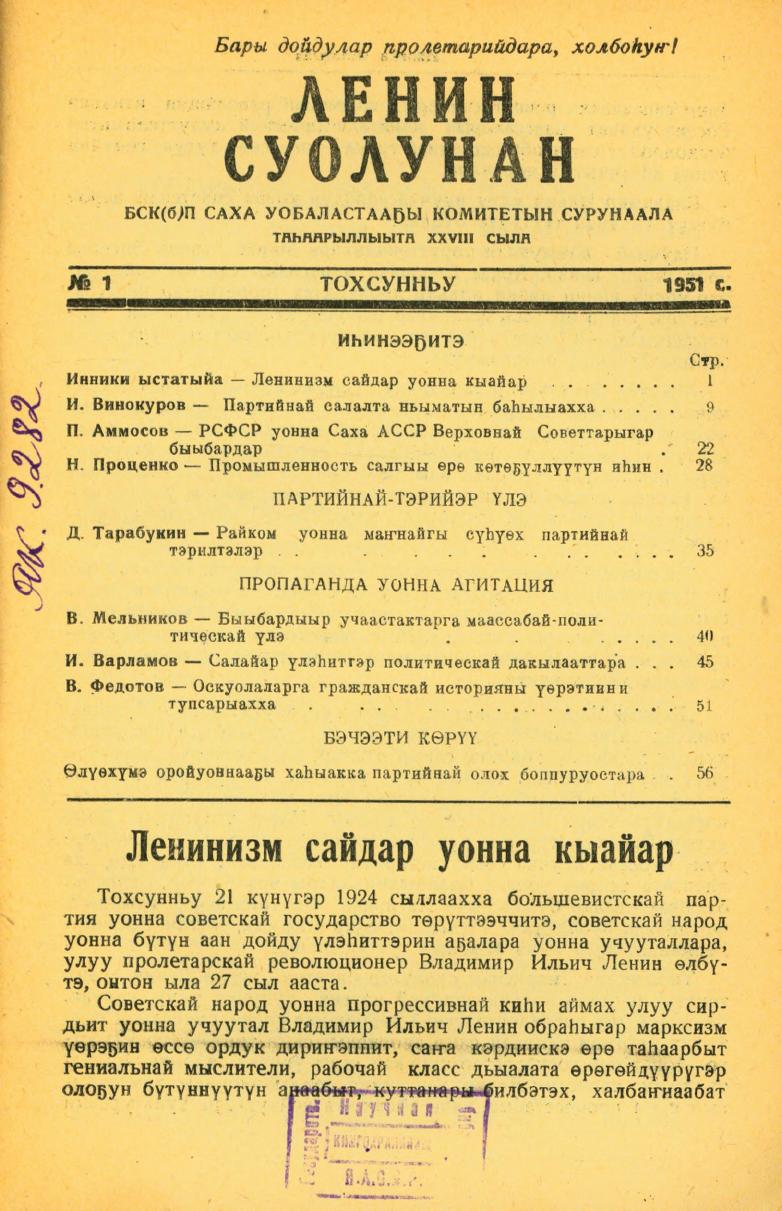 Бары дойдулар пролетарийдара, холбоһуҥ!
ЛЕНИН
СУОЛУНАН
БСК(б)П САХА УОБАЛАСТААҔЫ КОМИТЕТЫН СУРУНААЛА
ТАҺААРЫЛЛЫЫТА XXVIII СЫЛА
№ 1 ТОХСУННЬУ 1951 с.
ИҺИНЭЭҔИТЭ
Стр.
Инники ыстатыйа — Ленинизм сайдар уонна кыайар . . . . . . . . 1
И. Винокуров — Партийнай салалта ньыматын баһылыахха . . . . . 9
П. Аммосов — РСФСР уонна Саха АССР Верховнай Советтарыгар
быыбардар . 22
Н. Проценко — Промышленность салгыы өрө көтөҕүллүүтүн иһин . 28
ПАРТИЙНАЙ-ТЭРИЙЭР ҮЛЭ
Д. Тарабукин — Райком уонна маҥнайгы сүһүөх партийнай
тэрилтэлэр . . . . . . . . . . . . 35
ПРОПАГАНДА УОННА АГИТАЦИЯ
В. Мельников — Быыбардыыр учаастактарга маассабай-поли-
тическай үлэ . . . . . . 40
И. Варламов — Салайар үлэһиттэр политическай дакылааттара . . . 45
В. Федотов — Оскуолаларга гражданскай историяны үөрэтиини
тупсарыахха . . . . . . . . . . . . . 51
БЭЧЭЭТИ КӨРҮҮ
Өлүөхүмэ оройуоннааҕы хаһыакка партийнай олох боппуруостара . . 56
Ленинизм сайдар уонна кыайар
Тохсунньу 21 күнүгэр 1924 сыллаахха большевистскай пар-
тия уонна советскай государство төрүттээччитэ, советскай народ
уонна бүтүн аан дойду үлэһиттэрин аҕалара уонна учууталлара,
улуу пролетарскай революционер Владимир Ильич Ленин өлбү-
тэ, онтон ыла 27 сыл ааста.
Советскай народ уонна прогрессивнай киһи аймах улуу сир-
дьит уонна учуутал Владимир Ильич Ленин обраһыгар марксизм
үөрэҕин өссө ордук дириҥэппит, саҥа кэрдиискэ өрө таһаарбыт
гениальнай мыслители, рабочай класс дьыалата өрөгөйдүүрүгэр
олоҕун бүтүннүүтүн анаабыт, куттанары билбэтэх, халбаҥнаабат
ЯК. 9.282.
Научная
Я.А.С.С.Р.